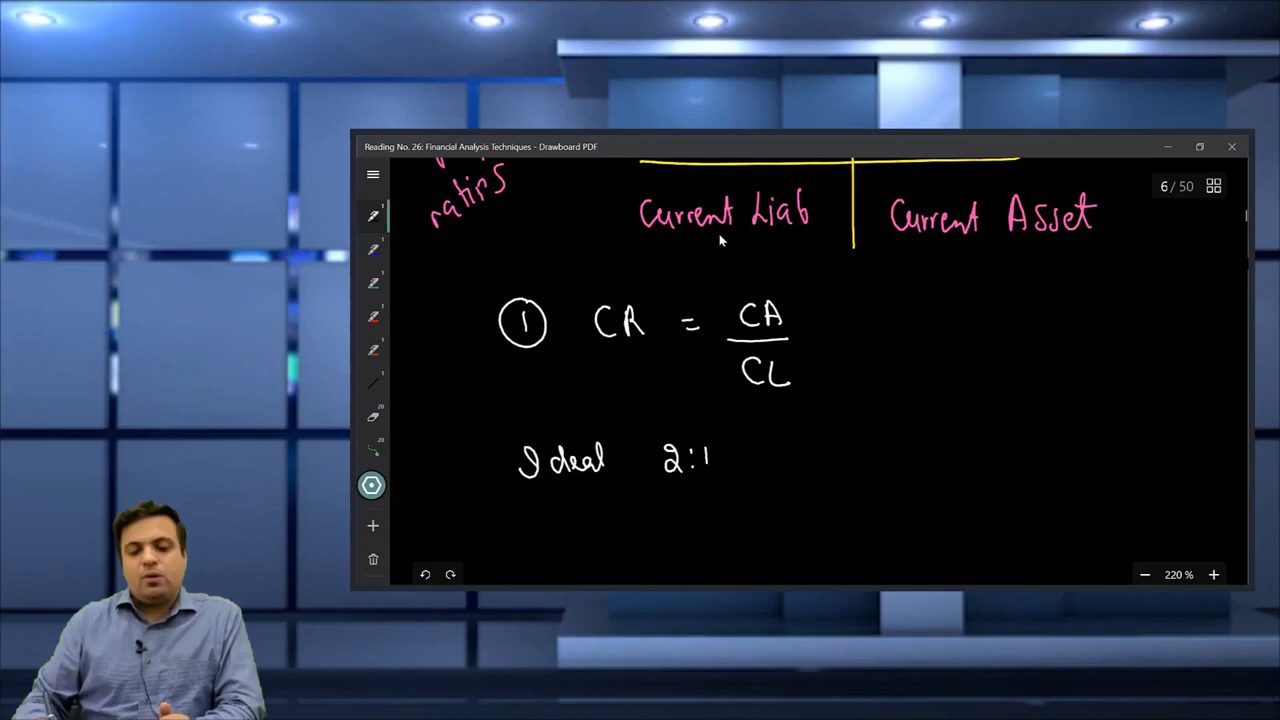 Reading No. 26: Financial Analysis Techniques - Drawboard PDF
6 / 50
ratios
Current Liab Current Asset
1 CR = CA
CL
Ideal 2:1
220 %